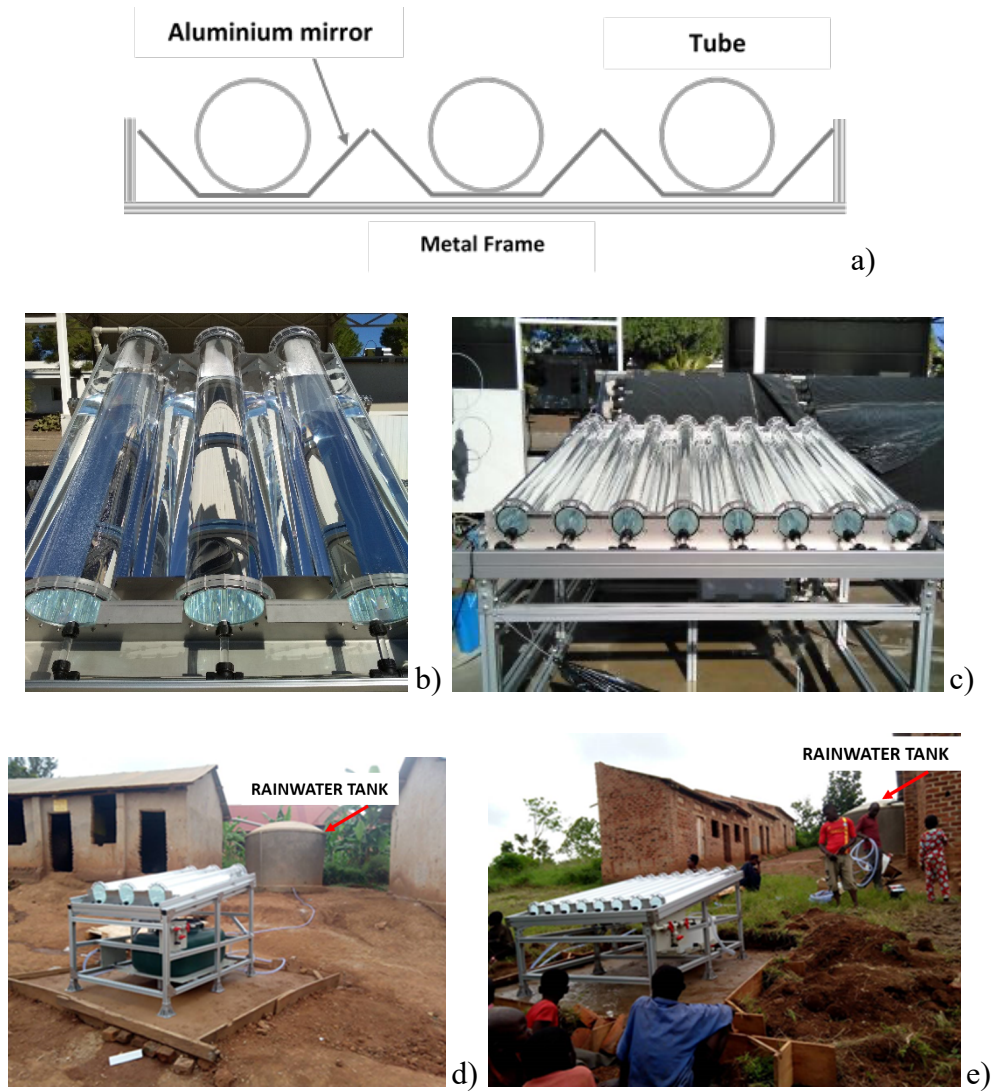 Aluminium mirror
Tube
Metal Frame
a)
b)
c)
RAINWATER TANK
d)
RAINWATER TANK
e)